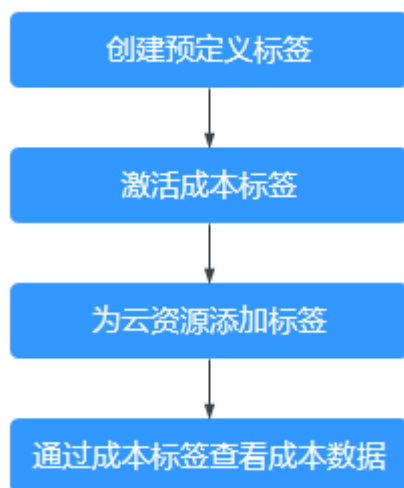 创建预定义标签
激活成本标签
为云资源添加标签
通过成本标签查看成本数据